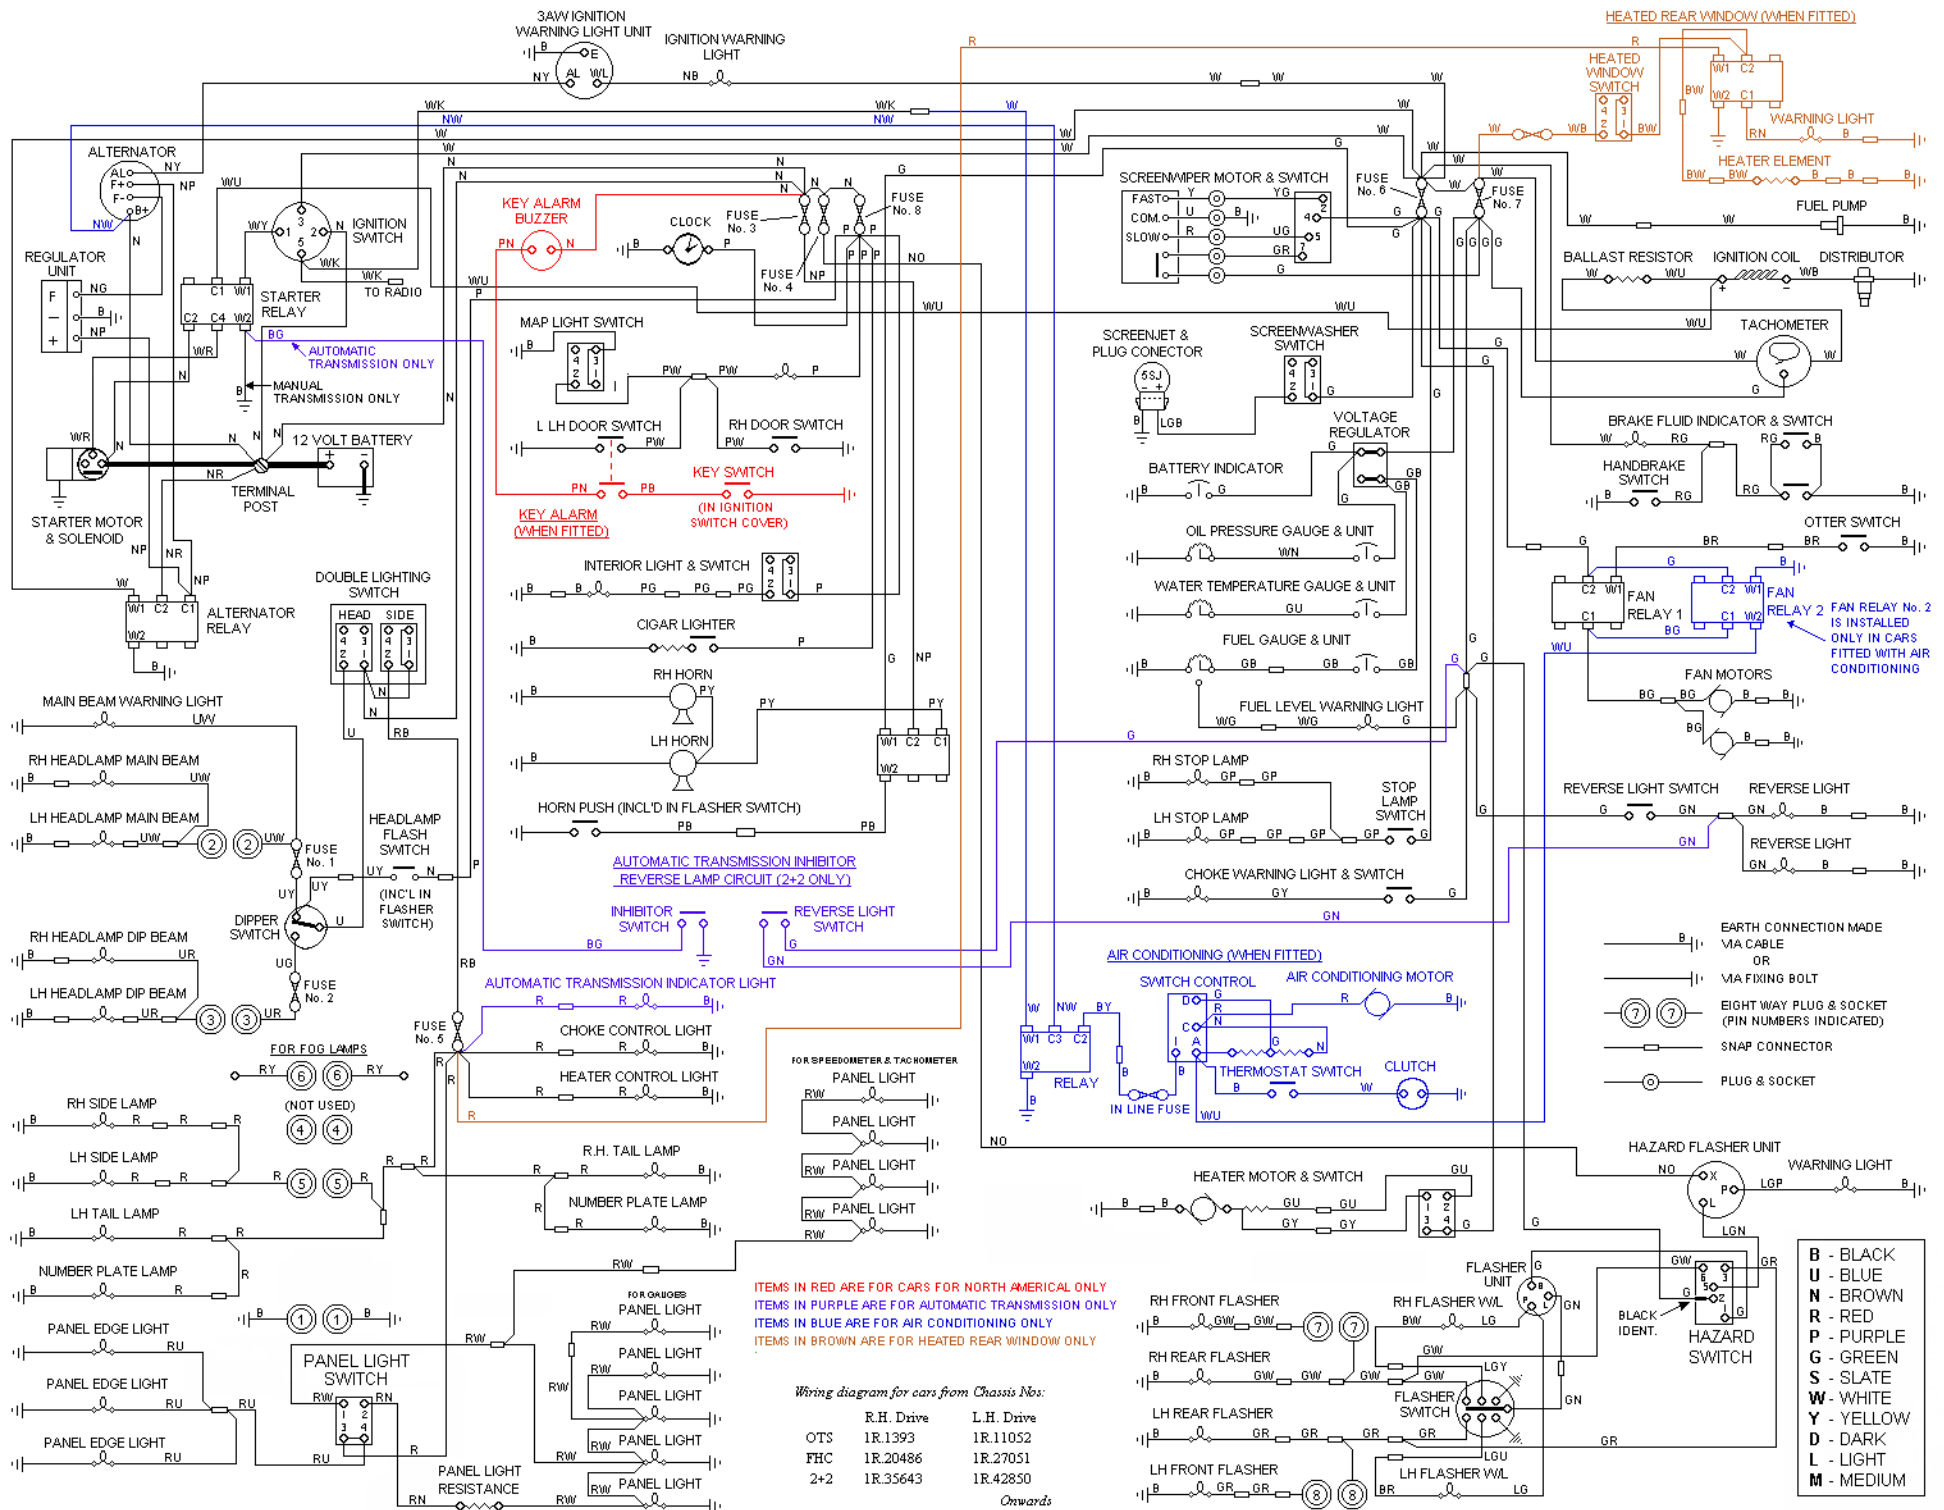 3AW IGNITION
WARNING LIGHT UNIT
IGNITION WARNING
LIGHT
HEATED REAR WINDOW (WHEN FITTED)
HEATED
WINDOW
SWITCH
WARNING LIGHT
HEATER ELEMENT
ALTERNATOR
IGNITION
SWITCH
REGULATOR
UNIT
STARTER
RELAY
TO RADIO
AUTOMATIC
TRANSMISSION ONLY
MANUAL
TRANSMISSION ONLY
12 VOLT BATTERY
TERMINAL
POST
STARTER MOTOR
& SOLENOID
ALTERNATOR
RELAY
DOUBLE LIGHTING
SWITCH
HEAD SIDE
KEY ALARM
BUZZER
CLOCK
FUSE
No. 3
FUSE
No. 4
FUSE
No. 8
MAP LIGHT SWITCH
L LH DOOR SWITCH
RH DOOR SWITCH
KEY SWITCH
(IN IGNITION
SWITCH COVER)
KEY ALARM
(WHEN FITTED)
INTERIOR LIGHT & SWITCH
CIGAR LIGHTER
RH HORN
LH HORN
HORN PUSH (INCL'D IN FLASHER SWITCH)
SCREENWIPER MOTOR & SWITCH
FAST
COM.
SLOW
FUSE
No. 6
FUSE
No. 7
FUEL PUMP
BALLAST RESISTOR
IGNITION COIL
DISTRIBUTOR
TACHOMETER
SCREENJET &
PLUG CONECTOR
5SJ
SCREENWASHER
SWITCH
VOLTAGE
REGULATOR
BATTERY INDICATOR
BRAKE FLUID INDICATOR & SWITCH
HANDBRAKE
SWITCH
OTTER SWITCH
OIL PRESSURE GAUGE & UNIT
WATER TEMPERATURE GAUGE & UNIT
FUEL GAUGE & UNIT
FUEL LEVEL WARNING LIGHT
FAN
RELAY 1
FAN
RELAY 2
FAN RELAY No. 2
IS INSTALLED
ONLY IN CARS
FITTED WITH AIR
CONDITIONING
FAN MOTORS
RH STOP LAMP
LH STOP LAMP
STOP
LAMP
SWITCH
REVERSE LIGHT SWITCH
REVERSE LIGHT
REVERSE LIGHT
CHOKE WARNING LIGHT & SWITCH
MAIN BEAM WARNING LIGHT
RH HEADLAMP MAIN BEAM
LH HEADLAMP MAIN BEAM
FUSE
No. 1
HEADLAMP
FLASH
SWITCH
(INC'L IN
FLASHER
SWITCH)
DIPPER
SWITCH
RH HEADLAMP DIP BEAM
LH HEADLAMP DIP BEAM
FUSE
No. 2
FUSE
No. 5
FOR FOG LAMPS
(NOT USED)
RH SIDE LAMP
LH SIDE LAMP
LH TAIL LAMP
NUMBER PLATE LAMP
PANEL EDGE LIGHT
PANEL EDGE LIGHT
PANEL EDGE LIGHT
PANEL LIGHT
SWITCH
PANEL LIGHT
RESISTANCE
AUTOMATIC TRANSMISSION INHIBITOR
REVERSE LAMP CIRCUIT (2+2 ONLY)
INHIBITOR
SWITCH
REVERSE LIGHT
SWITCH
AUTOMATIC TRANSMISSION INDICATOR LIGHT
CHOKE CONTROL LIGHT
HEATER CONTROL LIGHT
R.H. TAIL LAMP
NUMBER PLATE LAMP
FOR SPEEDOMETER & TACHOMETER
PANEL LIGHT
PANEL LIGHT
PANEL LIGHT
PANEL LIGHT
FOR GAUGES
PANEL LIGHT
PANEL LIGHT
PANEL LIGHT
PANEL LIGHT
PANEL LIGHT
AIR CONDITIONING (WHEN FITTED)
SWITCH CONTROL
AIR CONDITIONING MOTOR
THERMOSTAT SWITCH
CLUTCH
RELAY
IN LINE FUSE
EARTH CONNECTION MADE
VIA CABLE
OR
VIA FIXING BOLT
EIGHT WAY PLUG & SOCKET
(PIN NUMBERS INDICATED)
SNAP CONNECTOR
PLUG & SOCKET
HEATER MOTOR & SWITCH
HAZARD FLASHER UNIT
WARNING LIGHT
FLASHER
UNIT
RH FLASHER W/L
BLACK
IDENT.
HAZARD
SWITCH
RH FRONT FLASHER
RH REAR FLASHER
LH REAR FLASHER
LH FRONT FLASHER
FLASHER
SWITCH
LH FLASHER W/L
ITEMS IN RED ARE FOR CARS FOR NORTH AMERICAL ONLY
ITEMS IN PURPLE ARE FOR AUTOMATIC TRANSMISSION ONLY
ITEMS IN BLUE ARE FOR AIR CONDITIONING ONLY
ITEMS IN BROWN ARE FOR HEATED REAR WINDOW ONLY
Wiring diagram for cars from Chassis Nos:
R.H. Drive L.H. Drive
OTS 1R.1393 1R.11052
FHC 1R.20486 1R.27051
2+2 1R.35643 1R.42850
Onwards
B - BLACK
U - BLUE
N - BROWN
R - RED
P - PURPLE
G - GREEN
S - SLATE
W - WHITE
Y - YELLOW
D - DARK
L - LIGHT
M - MEDIUM